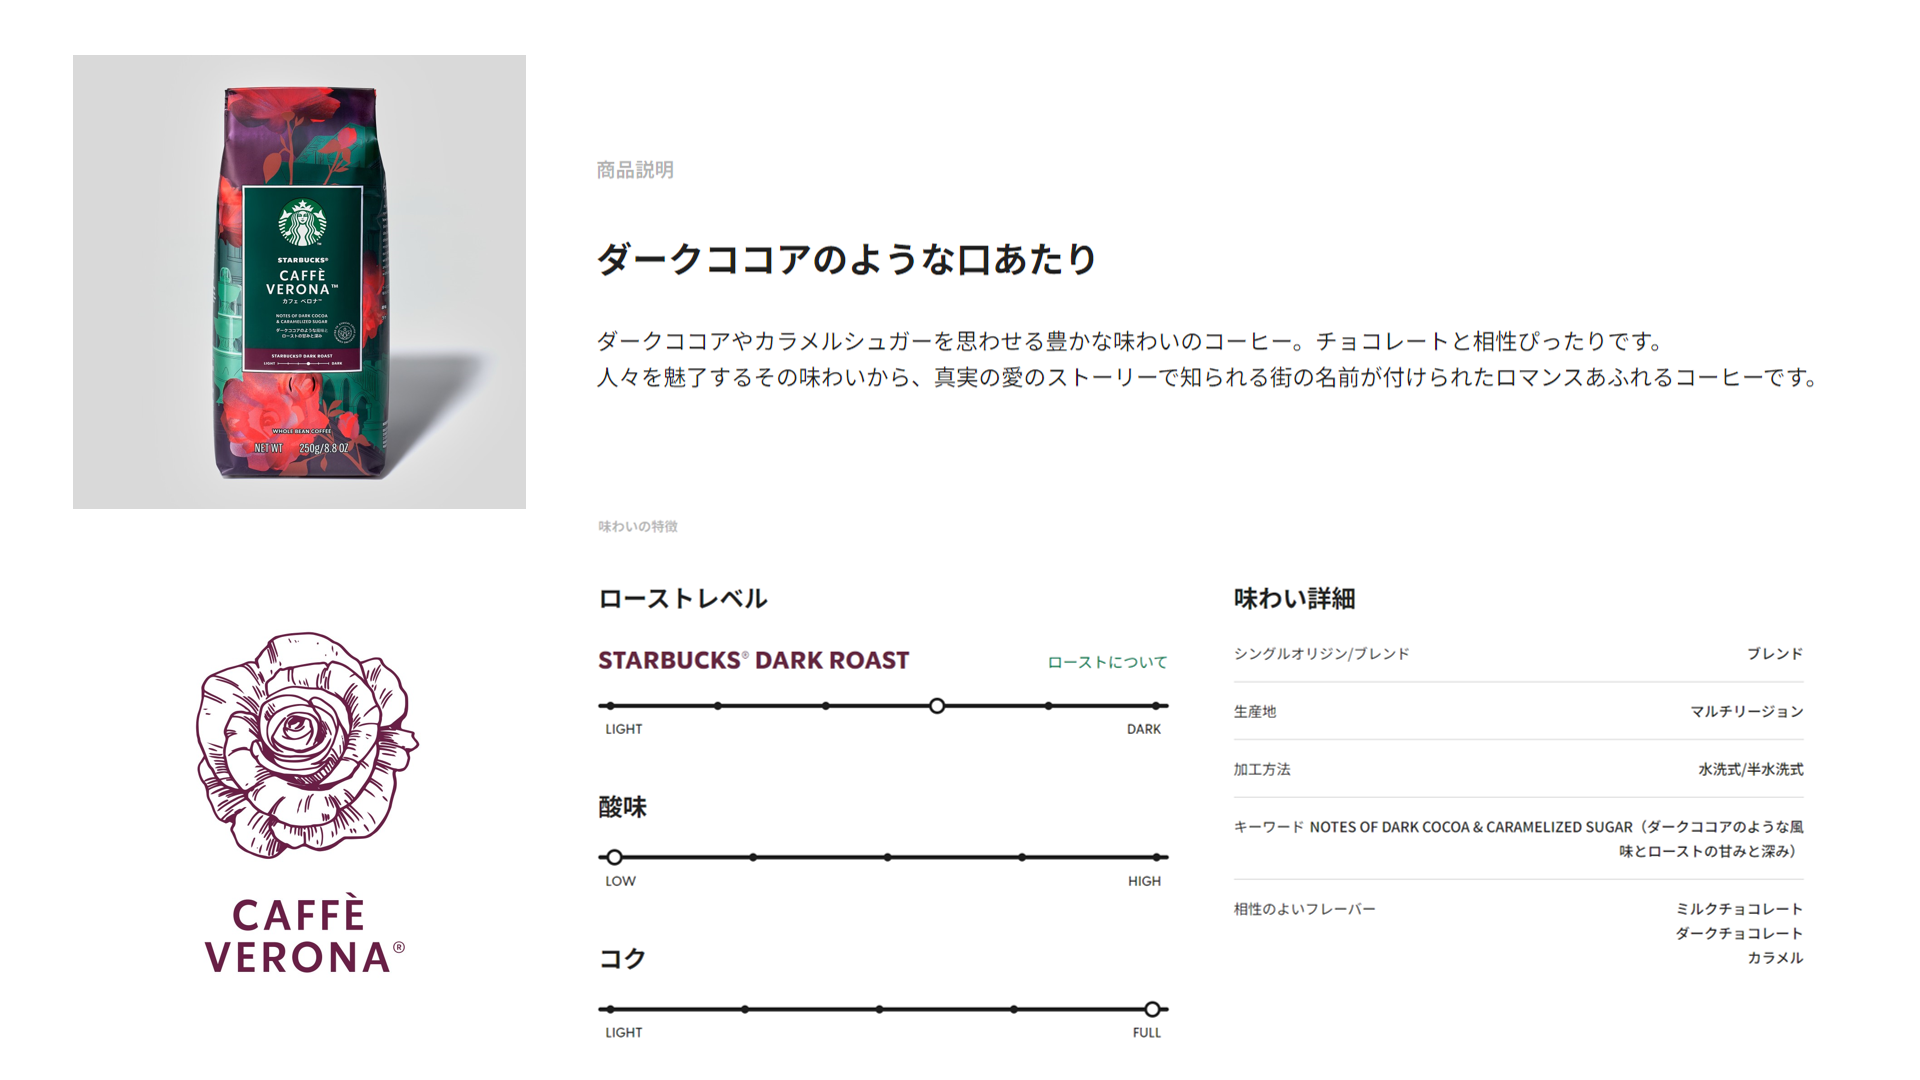 STARBUCKS®
CAFFÈ
VERONA™
カフェ ベロナ™
NOTES OF DARK COCOA
& CARAMELIZED SUGAR
ダークココアのような風味と
ローストの甘みと深み
STARBUCKS® DARK ROAST
LIGHT DARK
WHOLE BEAN COFFEE
NET WT 250g/8.8 OZ
CAFFÈ
VERONA®
商品説明
ダークココアのような口あたり
ダークココアやカラメルシュガーを思わせる豊かな味わいのコーヒー。チョコレートと相性ぴったりです。
人々を魅了するその味わいから、真実の愛のストーリーで知られる街の名前が付けられたロマンスあふれるコーヒーです。
味わいの特徴
ローストレベル
STARBUCKS® DARK ROAST ローストについて
LIGHT DARK
酸味
LOW HIGH
コク
LIGHT FULL
味わい詳細
シングルオリジン/ブレンド ブレンド
生産地 マルチリージョン
加工方法 水洗式/半水洗式
キーワード NOTES OF DARK COCOA & CARAMELIZED SUGAR（ダークココアのような風
味とローストの甘みと深み）
相性のよいフレーバー ミルクチョコレート
ダークチョコレート
カラメル